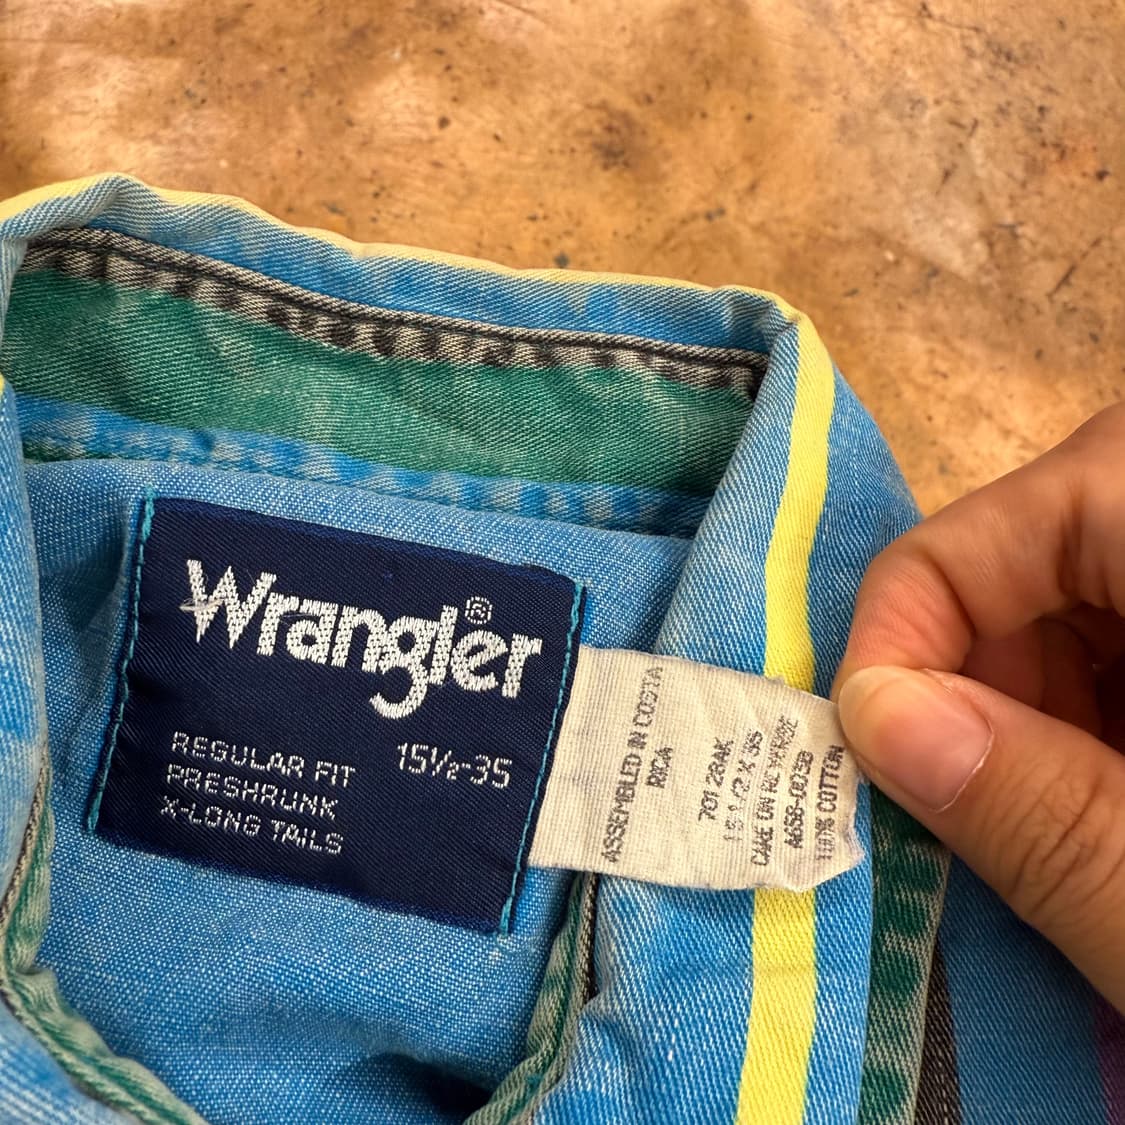 Wrangler®
REGULAR FIT
PRESHRUNK
X-LONG TAILS
15½-35
ASSEMBLED IN COSTA
RICA
701 28AK
15 1/2 X 35
CARE ON REVERSE
100% COTTON